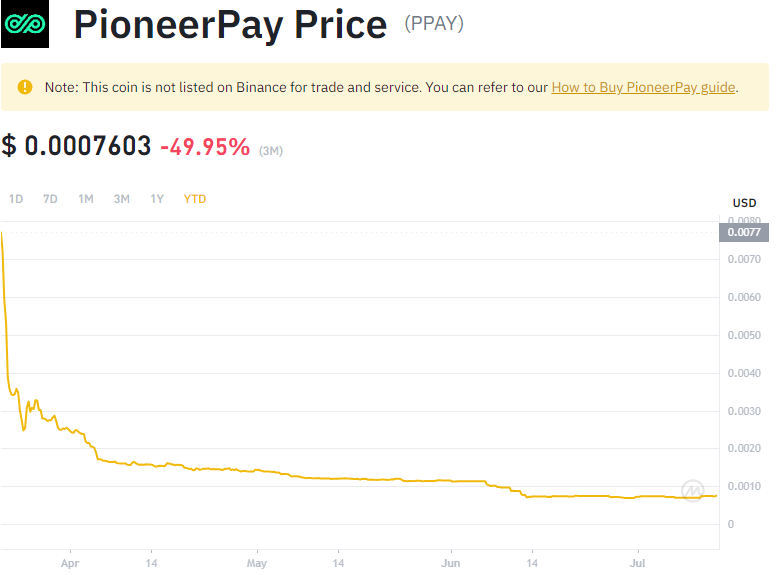 PioneerPay Price (PPAY)
Note: This coin is not listed on Binance for trade and service. You can refer to our How to Buy PioneerPay guide.
$ 0.0007603 -49.95% (3M)
1D 7D 1M 3M 1Y YTD
USD
0.0080
0.0077
0.0070
0.0060
0.0050
0.0040
0.0030
0.0020
0.0010
0
Apr 14 May 14 Jun 14 Jul